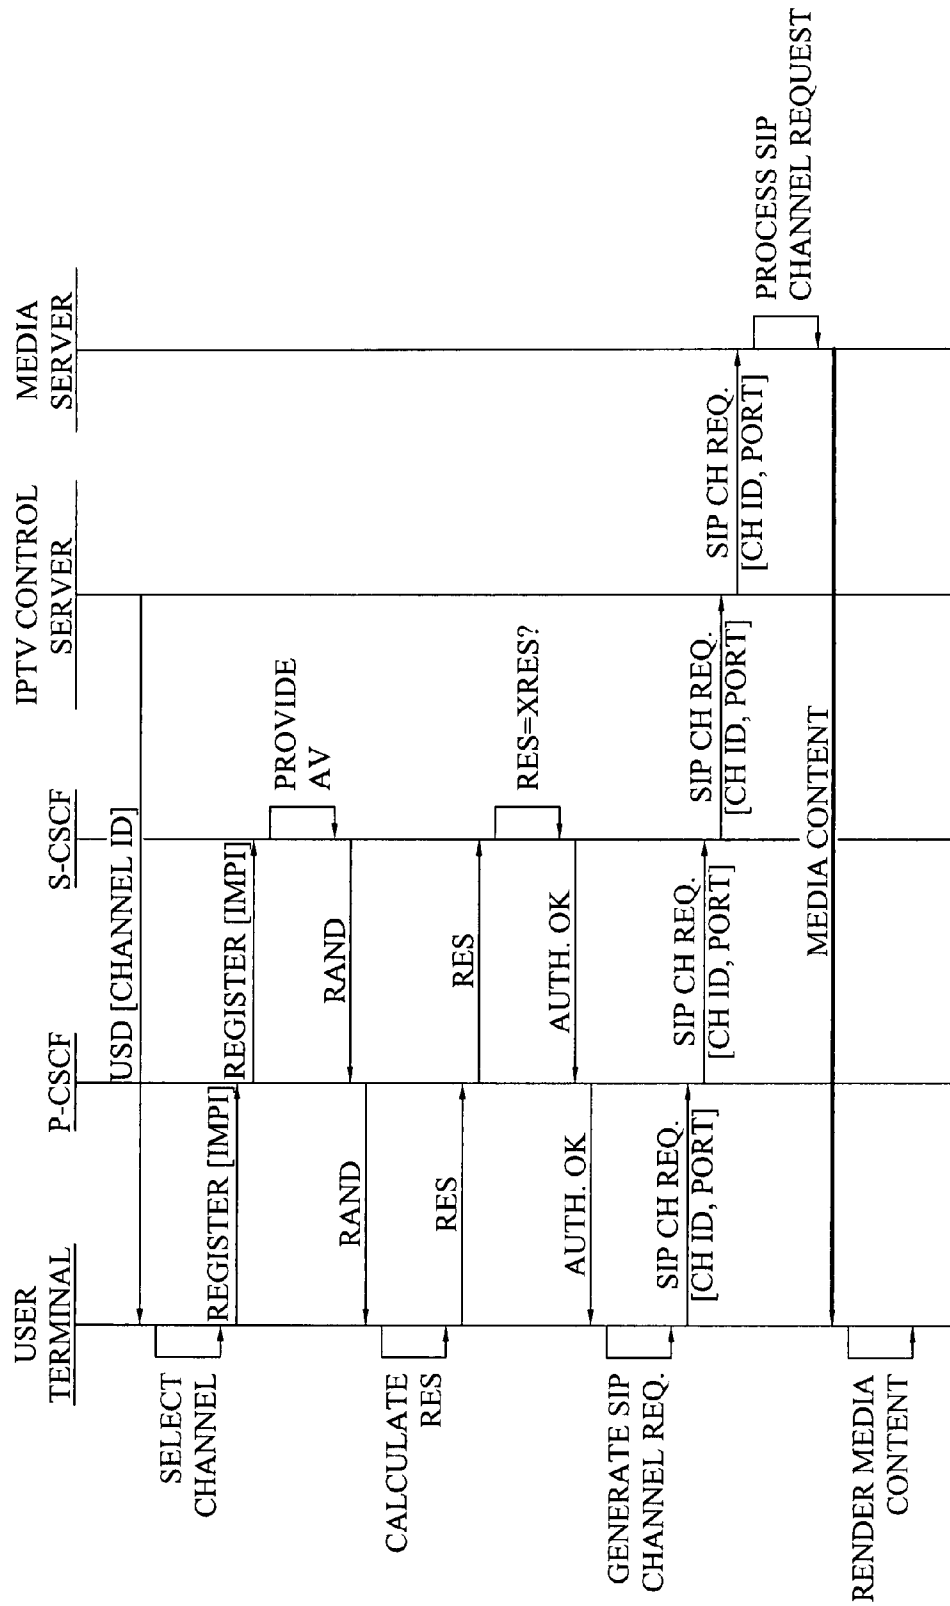 USER
TERMINAL
P-CSCF
S-CSCF
IPTV CONTROL
SERVER
MEDIA
SERVER
USD [CHANNEL ID]
SELECT
CHANNEL
REGISTER [IMPI]
REGISTER [IMPI]
PROVIDE
AV
RAND
RAND
CALCULATE
RES
RES
RES
RES=XRES?
AUTH. OK
AUTH. OK
GENERATE SIP
CHANNEL REQ.
SIP CH REQ.
[CH ID, PORT]
SIP CH REQ.
[CH ID, PORT]
SIP CH REQ.
[CH ID, PORT]
SIP CH REQ.
[CH ID, PORT]
PROCESS SIP
CHANNEL REQUEST
MEDIA CONTENT
RENDER MEDIA
CONTENT